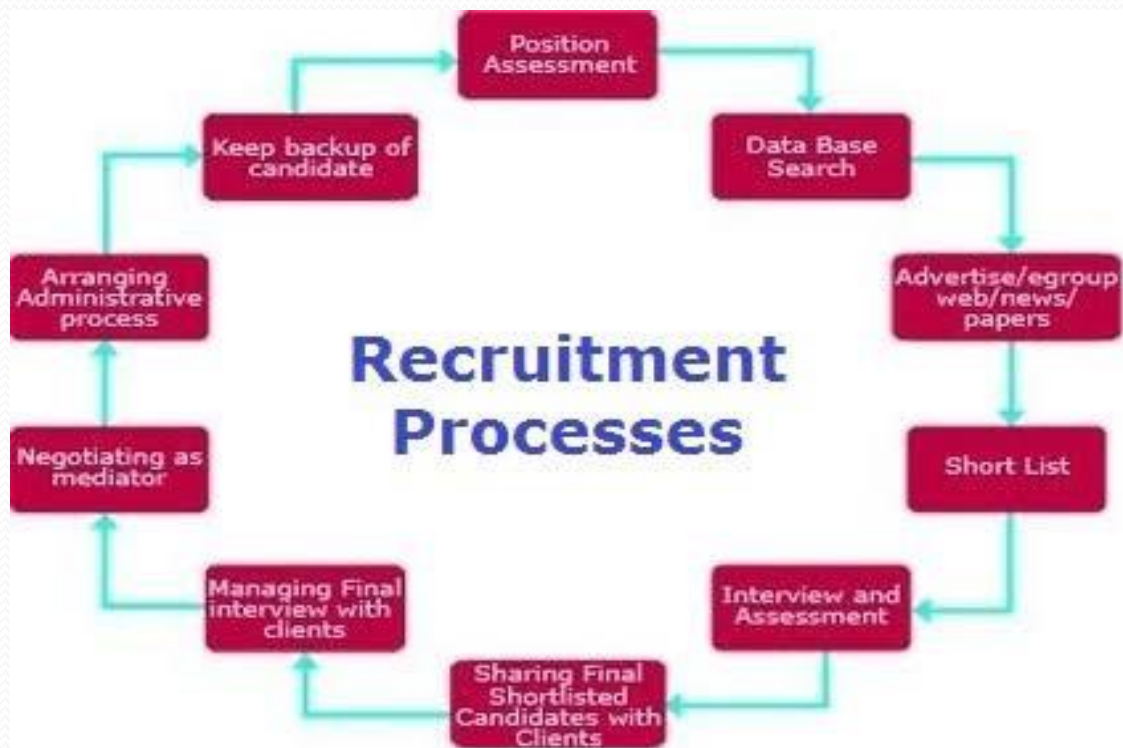 Position
Assessment
Data Base
Search
Advertise/egroup
web/news/
papers
Short List
Interview and
Assessment
Sharing Final
Shortlisted
Candidates with
Clients
Managing Final
interview with
clients
Negotiating as
mediator
Arranging
Administrative
process
Keep backup of
candidate
Recruitment
Processes